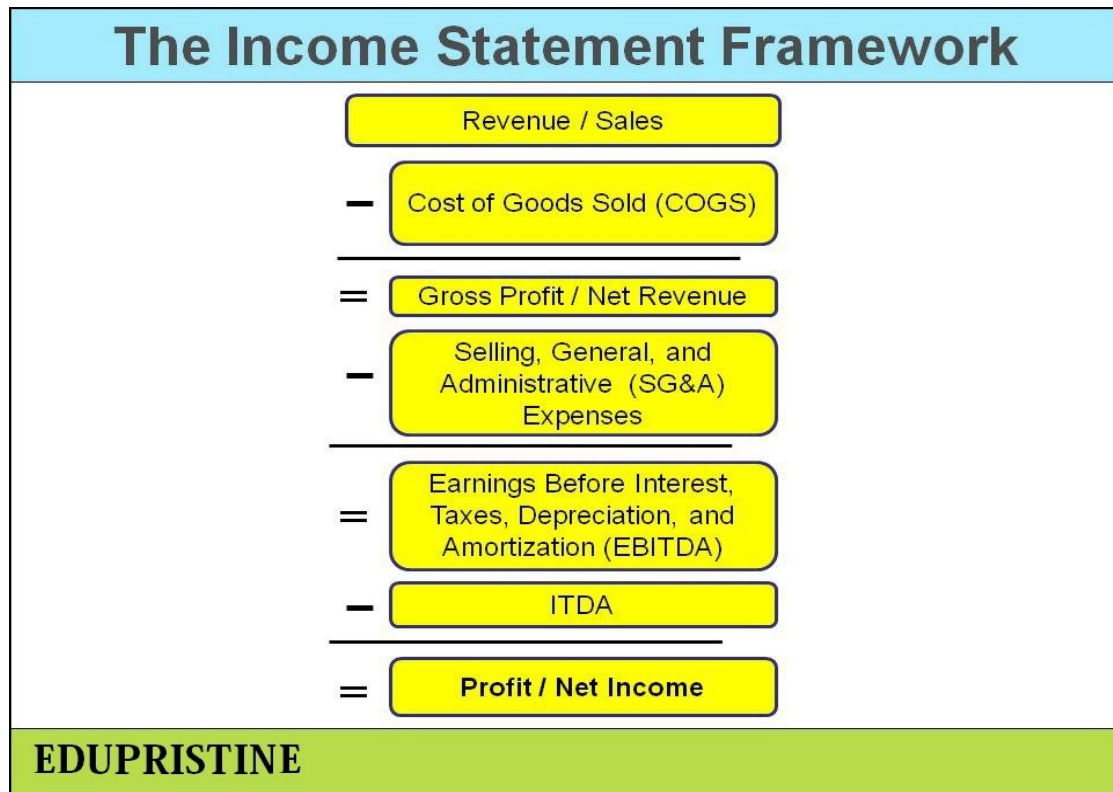 The Income Statement Framework
Revenue / Sales
– Cost of Goods Sold (COGS)
= Gross Profit / Net Revenue
– Selling, General, and
Administrative (SG&A)
Expenses
= Earnings Before Interest,
Taxes, Depreciation, and
Amortization (EBITDA)
– ITDA
= Profit / Net Income
EDUPRISTINE